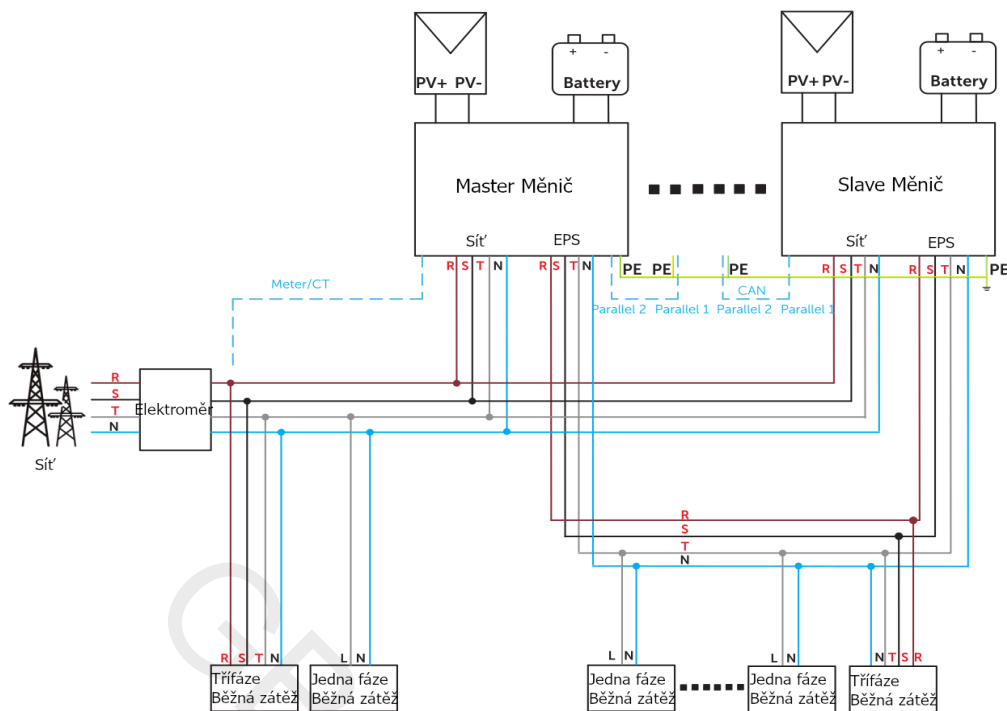 PV+ PV-
+ -
Battery
PV+ PV-
+ -
Battery
Master Měnič
Slave Měnič
Síť EPS
Síť EPS
R S T N R S T N PE PE PE R S T N R S T N PE
Meter/CT
CAN
Parallel 2 Parallel 1 Parallel 2 Parallel 1
R
S
T
N
Elektroměr
Síť
R
S
T
N
R S T N
L N
L N
L N
N T S R
Třífáze
Běžná zátěž
Jedna fáze
Běžná zátěž
Jedna fáze
Běžná zátěž
Jedna fáze
Běžná zátěž
Třífáze
Běžná zátěž